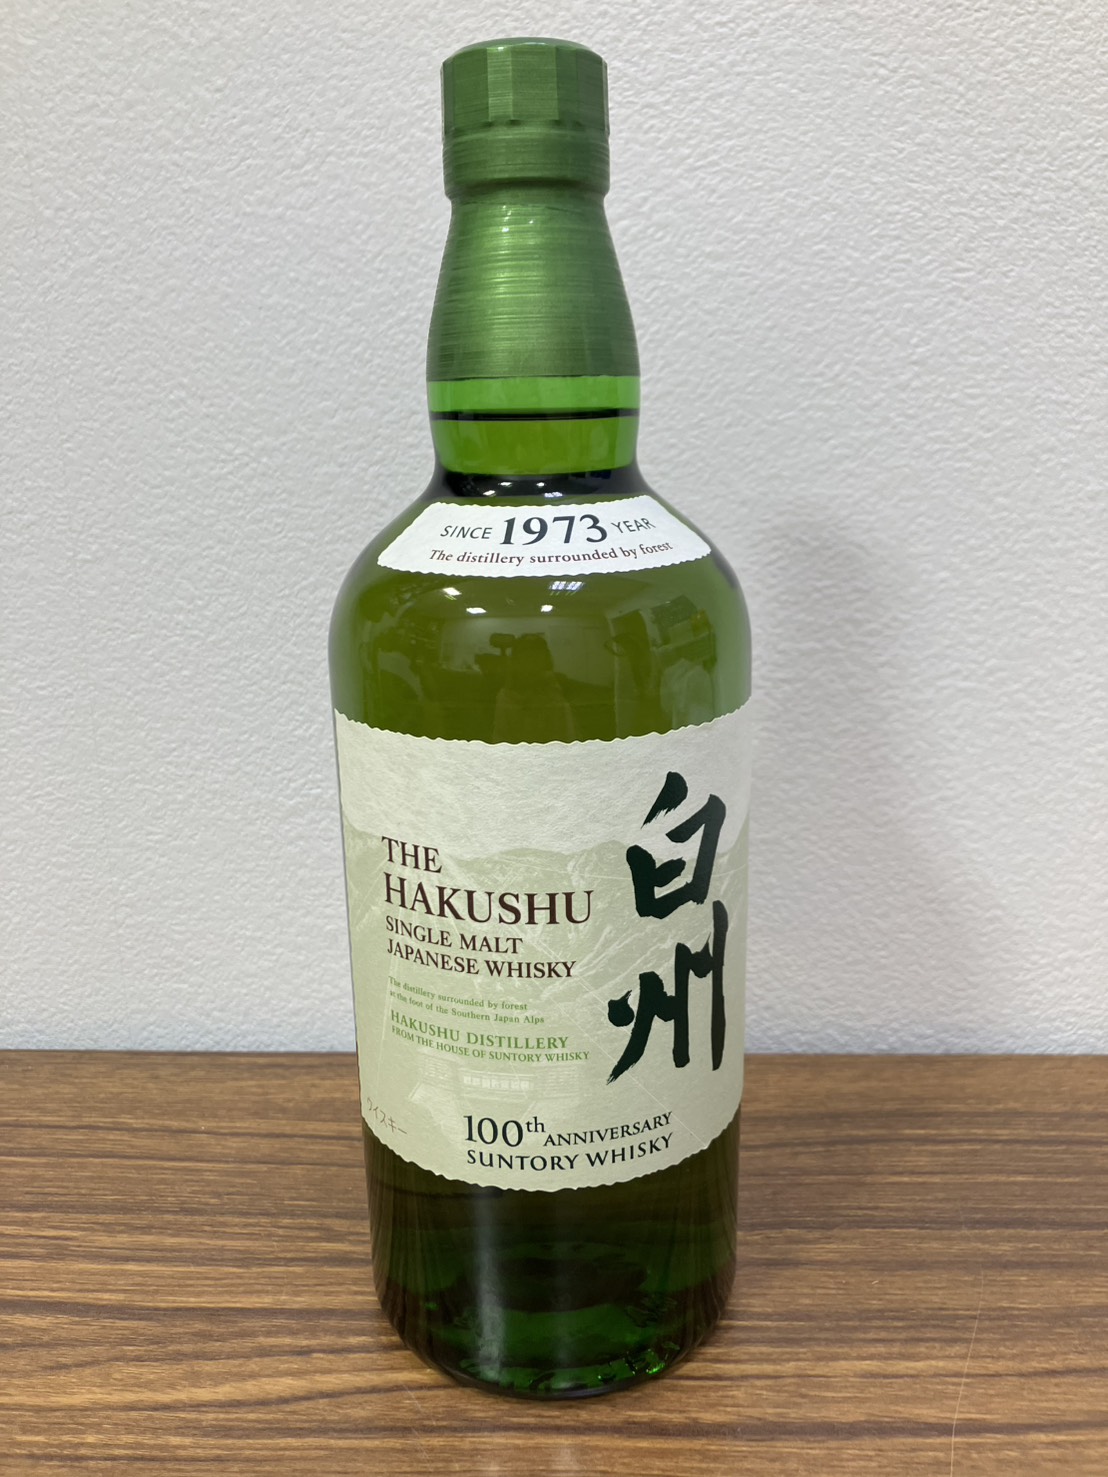 SINCE 1973 YEAR
The distillery surrounded by forest
THE
HAKUSHU
SINGLE MALT
JAPANESE WHISKY
The distillery surrounded by forest
at the foot of the Southern Japan Alps
HAKUSHU DISTILLERY
FROM THE HOUSE OF SUNTORY WHISKY
白州
ウイスキー
100th ANNIVERSARY
SUNTORY WHISKY